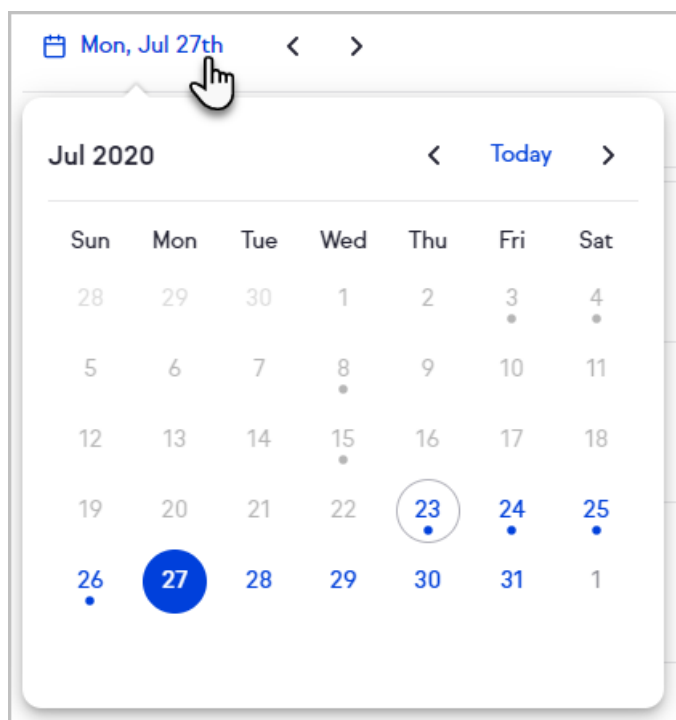 Mon, Jul 27th
Jul 2020 Today
Sun Mon Tue Wed Thu Fri Sat
28 29 30 1 2 3 4
5 6 7 8 9 10 11
12 13 14 15 16 17 18
19 20 21 22 23 24 25
26 27 28 29 30 31 1